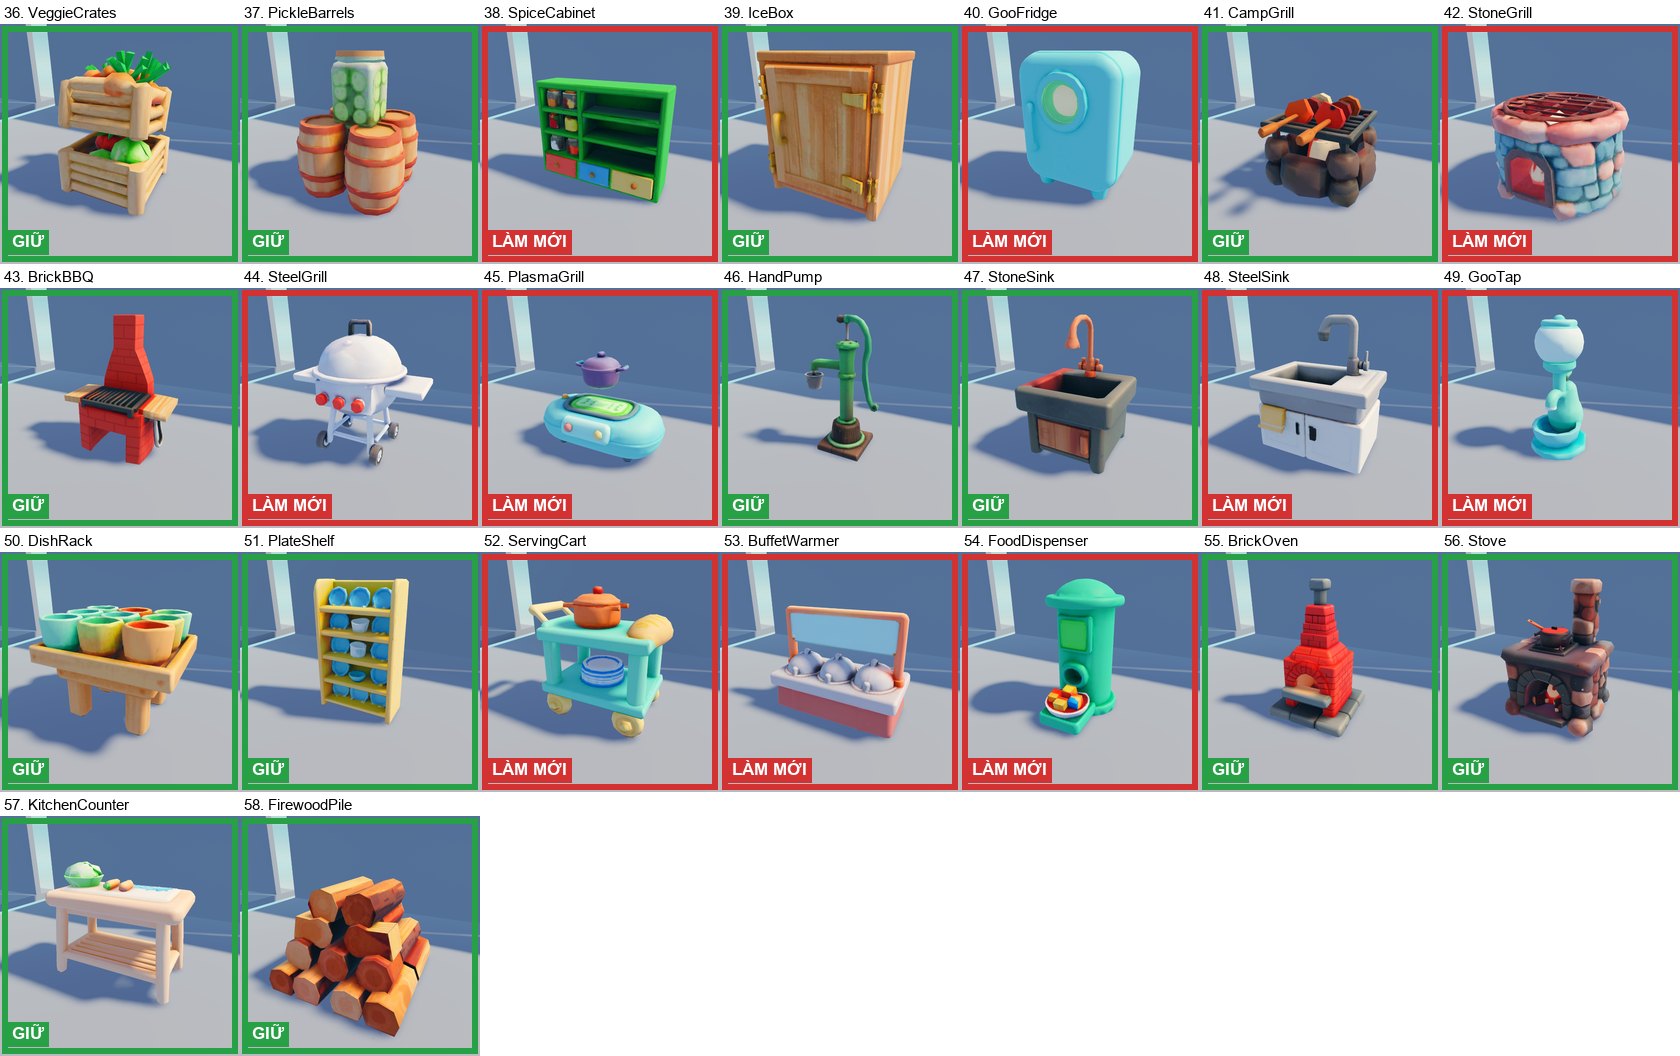 36. VeggieCrates
37. PickleBarrels
38. SpiceCabinet
39. IceBox
40. GooFridge
41. CampGrill
42. StoneGrill
GIỮ
GIỮ
LÀM MỚI
GIỮ
LÀM MỚI
GIỮ
LÀM MỚI
43. BrickBBQ
44. SteelGrill
45. PlasmaGrill
46. HandPump
47. StoneSink
48. SteelSink
49. GooTap
GIỮ
LÀM MỚI
LÀM MỚI
GIỮ
GIỮ
LÀM MỚI
LÀM MỚI
50. DishRack
51. PlateShelf
52. ServingCart
53. BuffetWarmer
54. FoodDispenser
55. BrickOven
56. Stove
GIỮ
GIỮ
LÀM MỚI
LÀM MỚI
LÀM MỚI
GIỮ
GIỮ
57. KitchenCounter
58. FirewoodPile
GIỮ
GIỮ